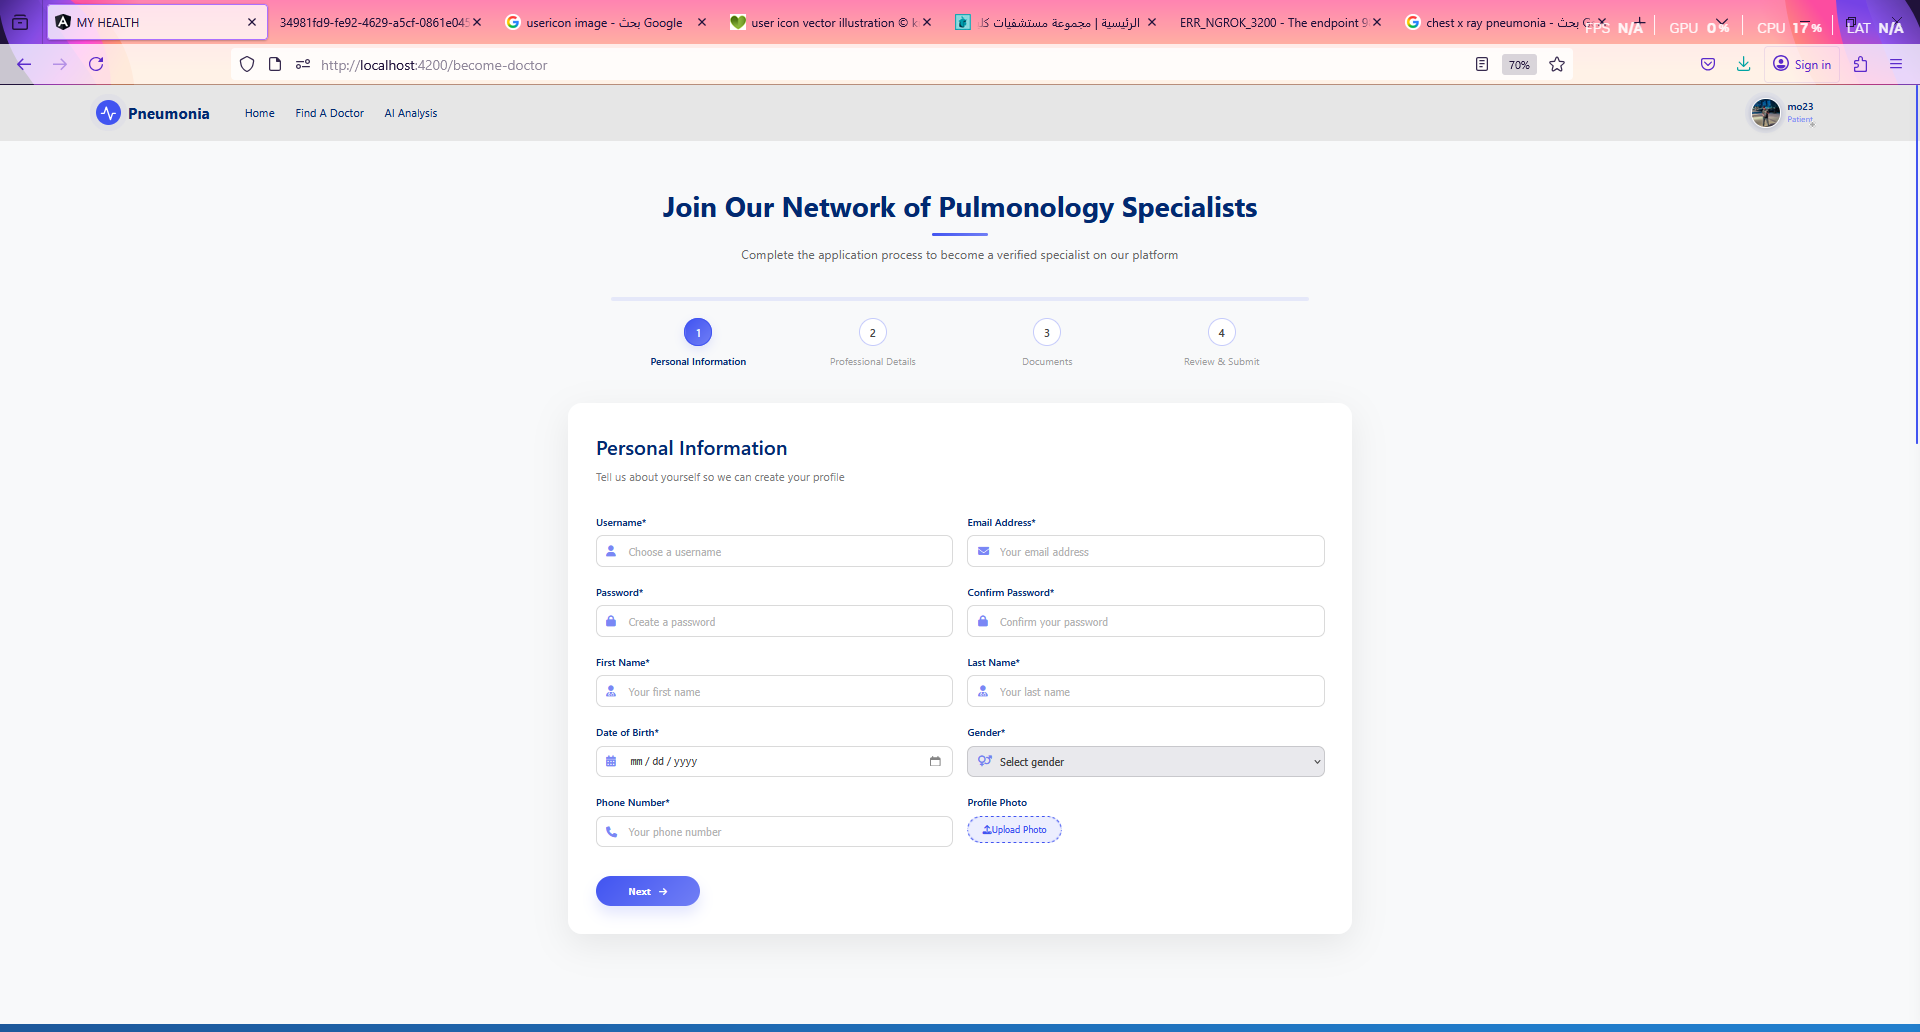 MY HEALTH
34981fd9-fe92-4629-a5cf-0861e045
usericon image - بحث Google
user icon vector illustration © k
الرئيسية | مجموعة مستشفيات كل
ERR_NGROK_3200 - The endpoint 9
chest x ray pneumonia - بحث G
FPS N/A GPU 0% CPU 17% LAT N/A
http://localhost:4200/become-doctor
70%
Sign in
Pneumonia
Home
Find A Doctor
AI Analysis
mo23
Patient
Join Our Network of Pulmonology Specialists
Complete the application process to become a verified specialist on our platform
1
2
3
4
Personal Information
Professional Details
Documents
Review & Submit
Personal Information
Tell us about yourself so we can create your profile
Username*
Email Address*
Choose a username
Your email address
Password*
Confirm Password*
Create a password
Confirm your password
First Name*
Last Name*
Your first name
Your last name
Date of Birth*
Gender*
mm / dd / yyyy
Select gender
Phone Number*
Profile Photo
Your phone number
Upload Photo
Next